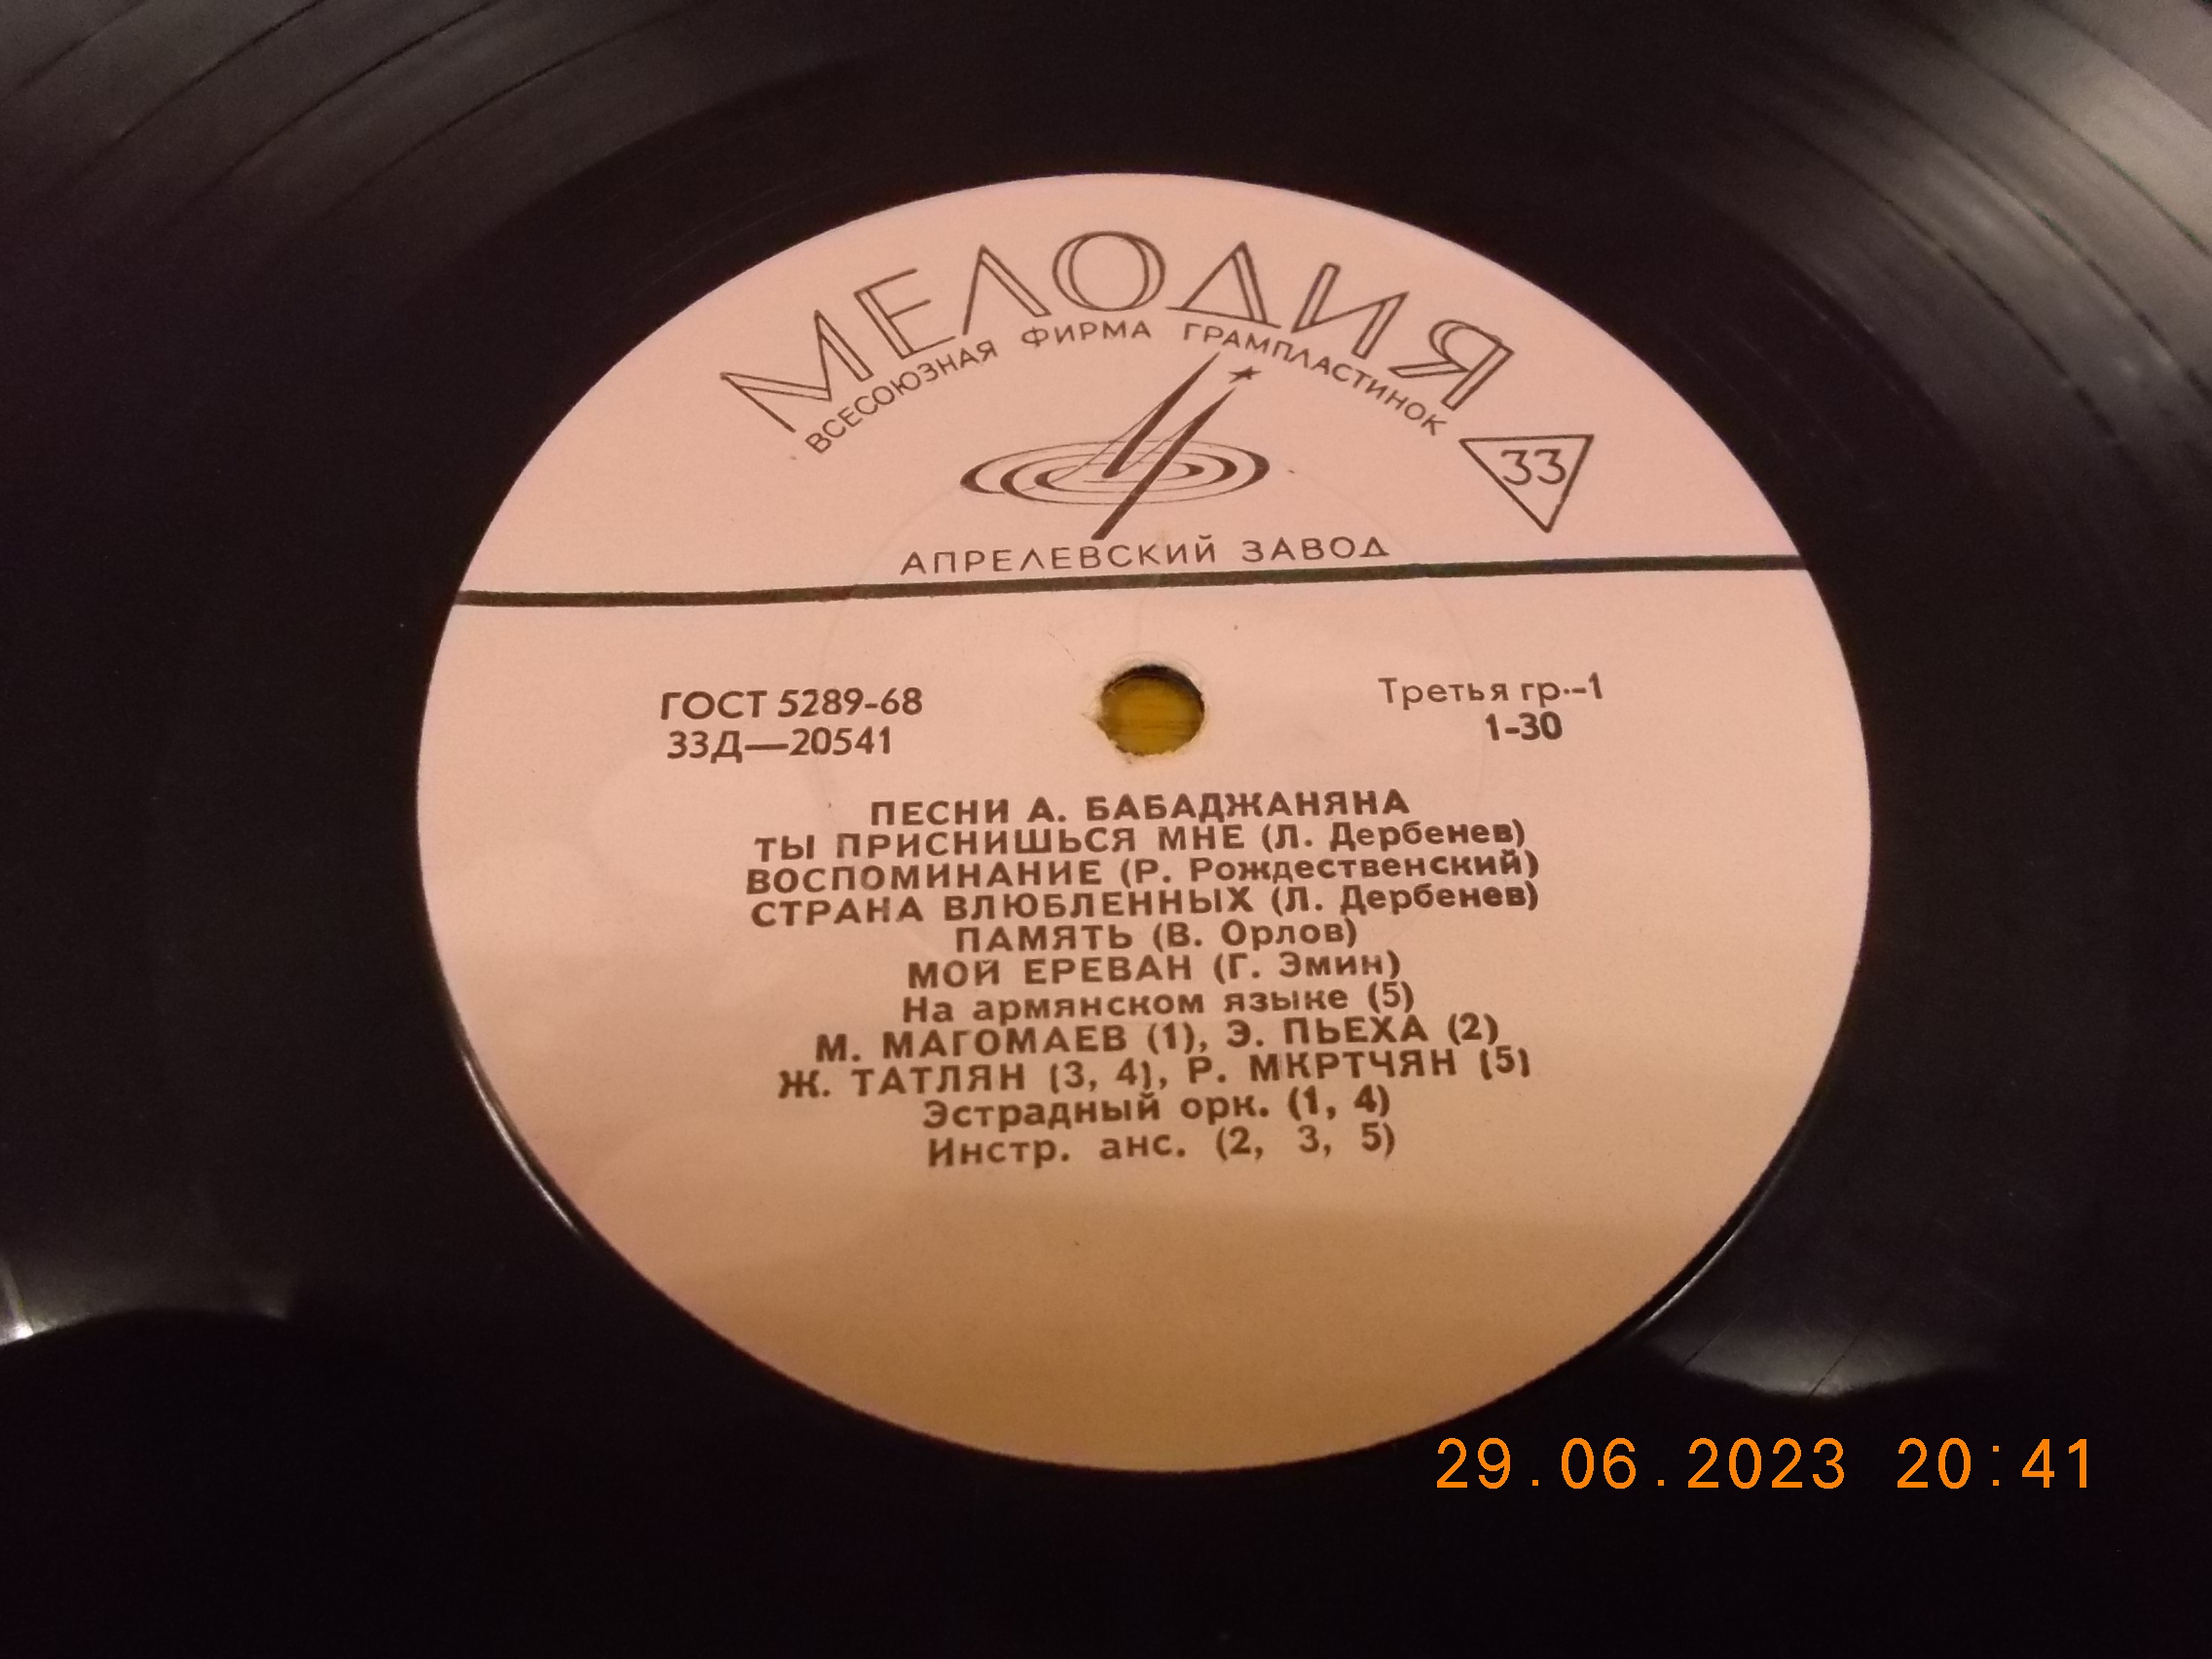 МЕЛОДИЯ
ВСЕСОЮЗНАЯ ФИРМА ГРАМПЛАСТИНОК
33
АПРЕЛЕВСКИЙ ЗАВОД
ГОСТ 5289-68
Третья гр.-1
33Д—20541
1-30
ПЕСНИ А. БАБАДЖАНЯНА
ТЫ ПРИСНИШЬСЯ МНЕ (Л. Дербенев)
ВОСПОМИНАНИЕ (Р. Рождественский)
СТРАНА ВЛЮБЛЕННЫХ (Л. Дербенев)
ПАМЯТЬ (В. Орлов)
МОЙ ЕРЕВАН (Г. Эмин)
На армянском языке (5)
М. МАГОМАЕВ (1), Э. ПЬЕХА (2)
Ж. ТАТЛЯН (3, 4), Р. МКРТЧЯН (5)
Эстрадный орк. (1, 4)
Инстр. анс. (2, 3, 5)
29.06.2023 20:41